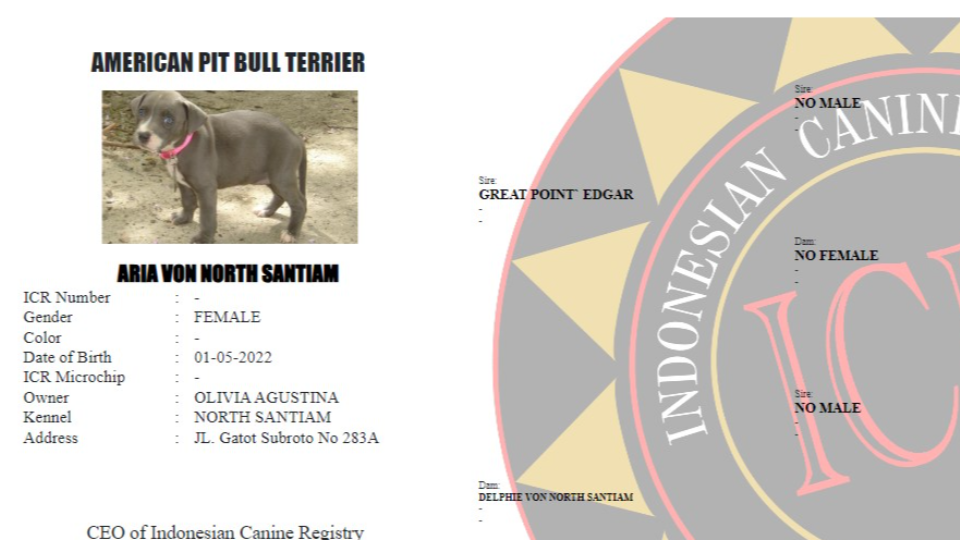 AMERICAN PIT BULL TERRIER
ARIA VON NORTH SANTIAM
ICR Number : -
Gender : FEMALE
Color : -
Date of Birth : 01-05-2022
ICR Microchip : -
Owner : OLIVIA AGUSTINA
Kennel : NORTH SANTIAM
Address : JL. Gatot Subroto No 283A
CEO of Indonesian Canine Registry
Sire:
GREAT POINT` EDGAR
-
-
Dam:
DELPHIE VON NORTH SANTIAM
-
-
Sire:
NO MALE
-
-
Dam:
NO FEMALE
-
-
Sire:
NO MALE
-
-
INDONESIAN CANINE
IC